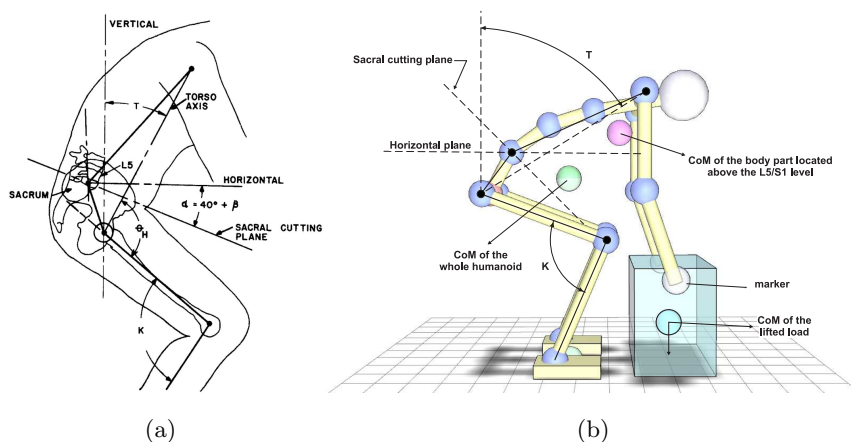 VERTICAL
TORSO
AXIS
T
L5
SACRUM
HORIZONTAL
α = 40° + β
SACRAL CUTTING
PLANE
θH
K
(a)
Sacral cutting
plane
T
Horizontal plane
CoM of the body part located
above the L5/S1 level
CoM of the
whole humanoid
K
marker
CoM of the
lifted load
(b)